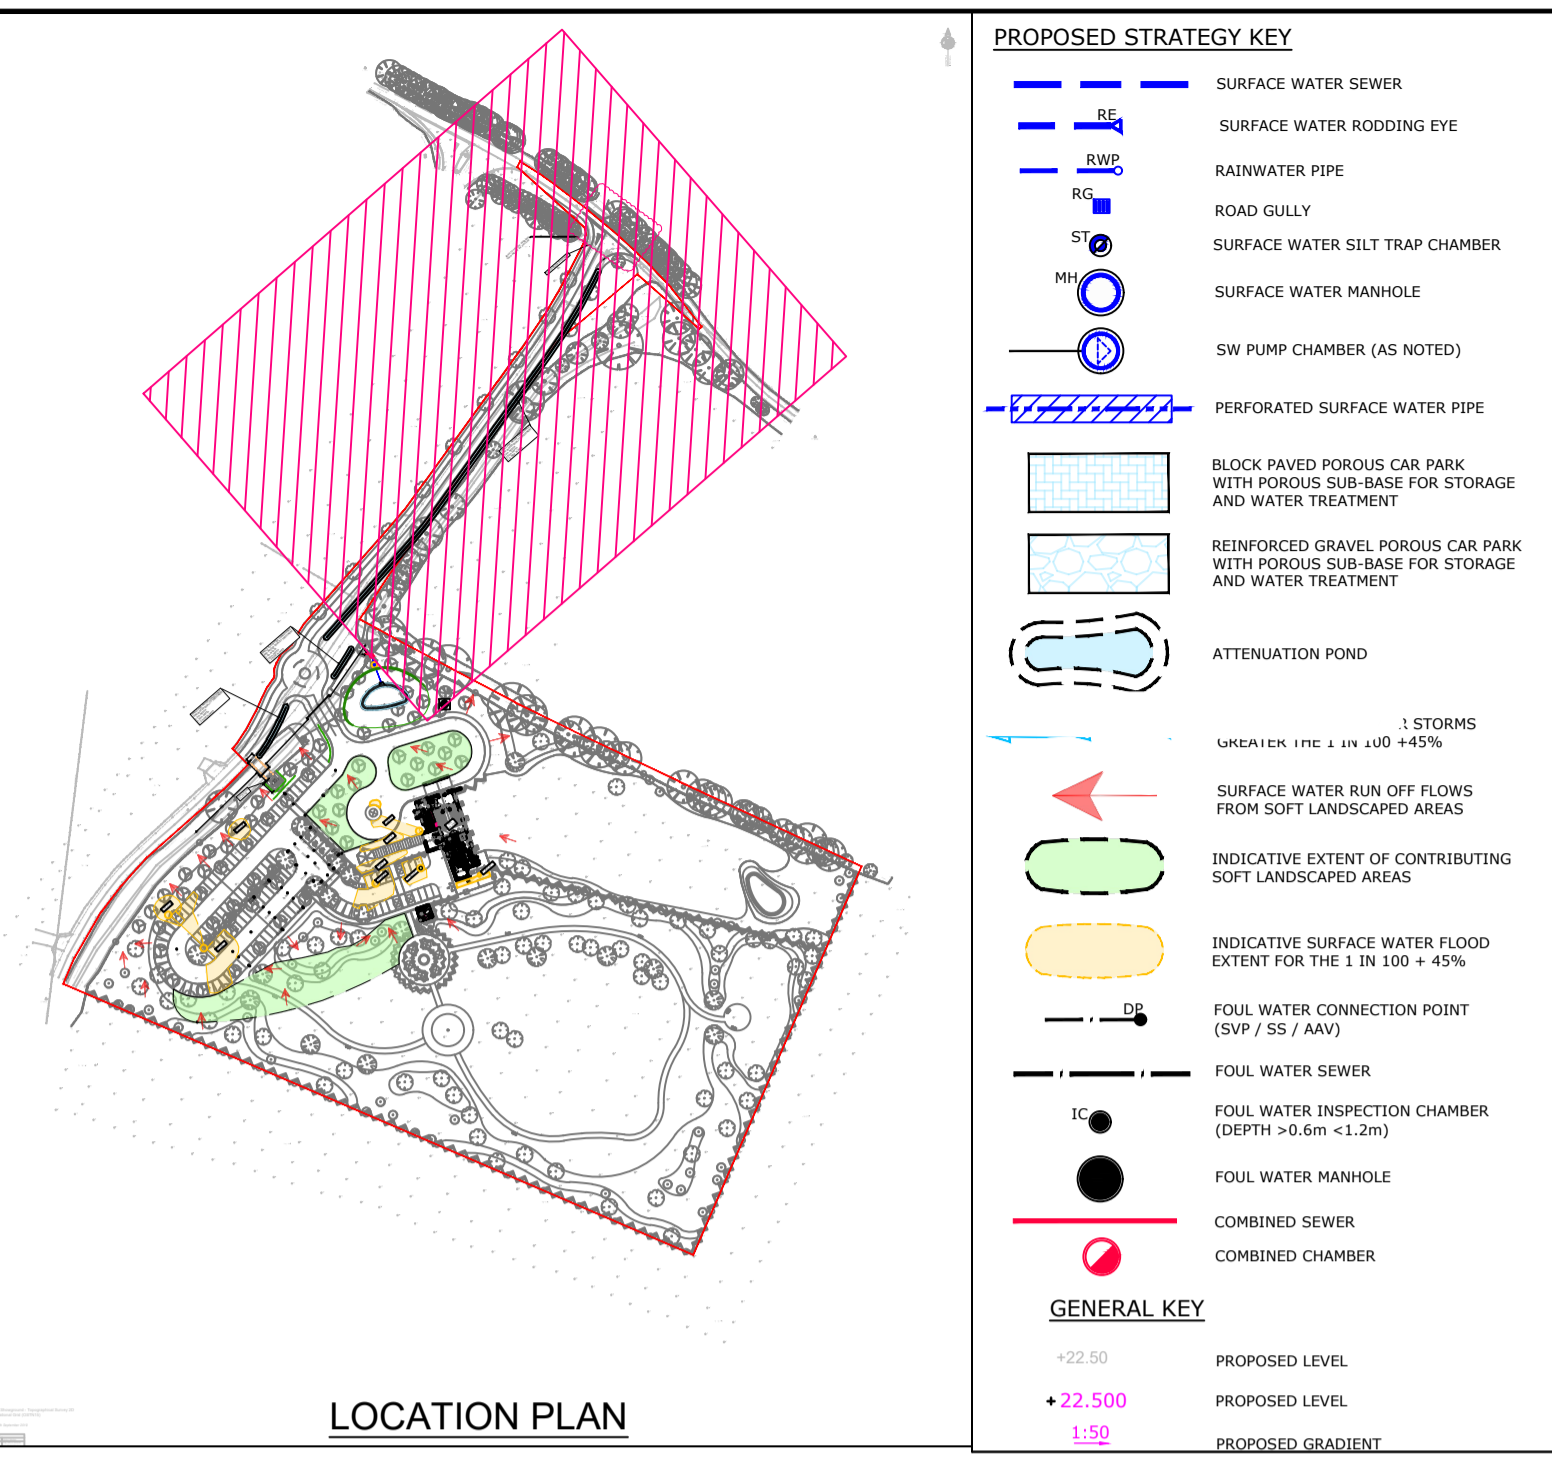 PROPOSED STRATEGY KEY
SURFACE WATER SEWER
RE
SURFACE WATER RODDING EYE
RWP
RAINWATER PIPE
RG
ROAD GULLY
ST
SURFACE WATER SILT TRAP CHAMBER
MH
SURFACE WATER MANHOLE
SW PUMP CHAMBER (AS NOTED)
PERFORATED SURFACE WATER PIPE
BLOCK PAVED POROUS CAR PARK
WITH POROUS SUB-BASE FOR STORAGE
AND WATER TREATMENT
REINFORCED GRAVEL POROUS CAR PARK
WITH POROUS SUB-BASE FOR STORAGE
AND WATER TREATMENT
ATTENUATION POND
STORMS
GREATER THE 1 IN 100 +45%
SURFACE WATER RUN OFF FLOWS
FROM SOFT LANDSCAPED AREAS
INDICATIVE EXTENT OF CONTRIBUTING
SOFT LANDSCAPED AREAS
INDICATIVE SURFACE WATER FLOOD
EXTENT FOR THE 1 IN 100 + 45%
DP
FOUL WATER CONNECTION POINT
(SVP / SS / AAV)
FOUL WATER SEWER
IC
FOUL WATER INSPECTION CHAMBER
(DEPTH >0.6m <1.2m)
FOUL WATER MANHOLE
COMBINED SEWER
COMBINED CHAMBER
GENERAL KEY
+22.50
PROPOSED LEVEL
+22.500
PROPOSED LEVEL
1:50
PROPOSED GRADIENT
LOCATION PLAN